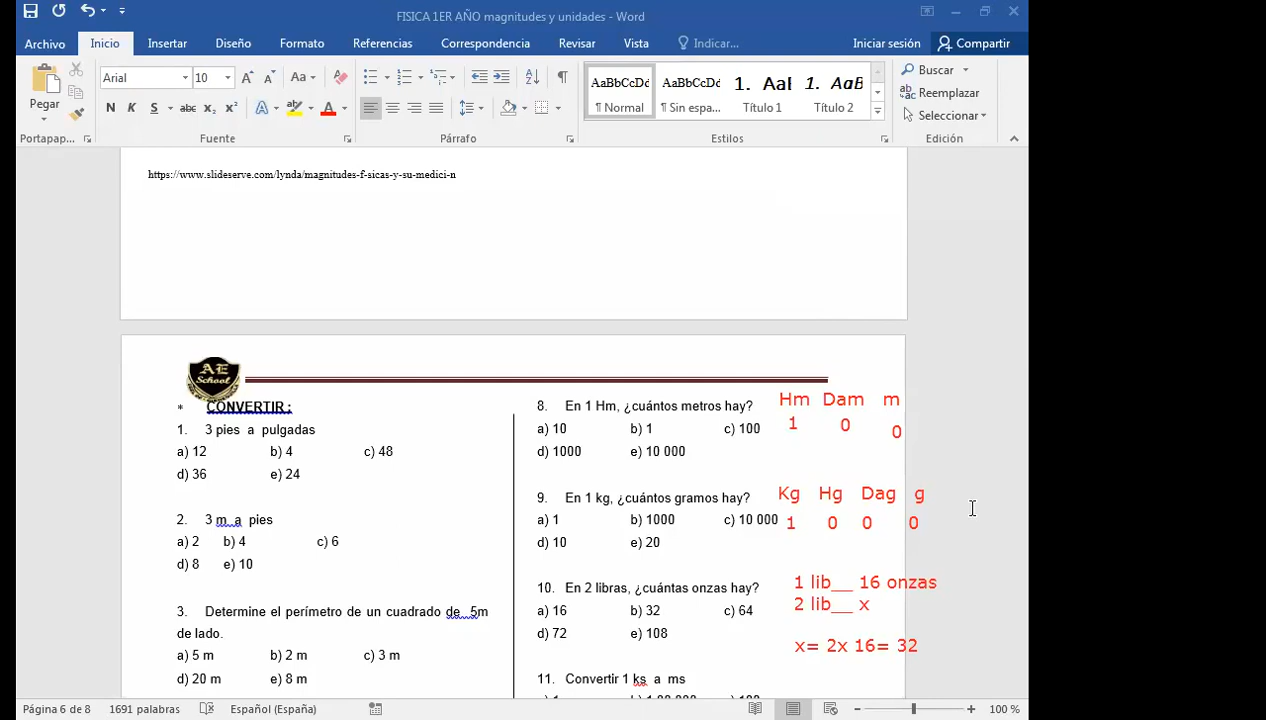 FISICA 1ER AÑO magnitudes y unidades - Word
Archivo Inicio Insertar Diseño Formato Referencias Correspondencia Revisar Vista Indicar... Iniciar sesión Compartir
Pegar
Arial 10
N K S abc x₂ x²
AaBbCcDc AaBbCcDc 1. Aal 1. AaB
¶ Normal ¶ Sin espa... Título 1 Título 2
Buscar
Reemplazar
Seleccionar
Portapap... Fuente Párrafo Estilos Edición
https://www.slideserve.com/lynda/magnitudes-f-sicas-y-su-medici-n
AE
School
* CONVERTIR:
1. 3 pies a pulgadas
a) 12 b) 4 c) 48
d) 36 e) 24
2. 3 m a pies
a) 2 b) 4 c) 6
d) 8 e) 10
3. Determine el perímetro de un cuadrado de 5m
de lado.
a) 5 m b) 2 m c) 3 m
d) 20 m e) 8 m
8. En 1 Hm, ¿cuántos metros hay?
a) 10 b) 1 c) 100
d) 1000 e) 10 000
Hm Dam m
1 0 0
9. En 1 kg, ¿cuántos gramos hay?
a) 1 b) 1000 c) 10 000
d) 10 e) 20
Kg Hg Dag g
1 0 0 0
10. En 2 libras, ¿cuántas onzas hay?
a) 16 b) 32 c) 64
d) 72 e) 108
1 lib__ 16 onzas
2 lib__ x
x= 2x 16= 32
11. Convertir 1 ks a ms
Página 6 de 8 1691 palabras Español (España) 100 %